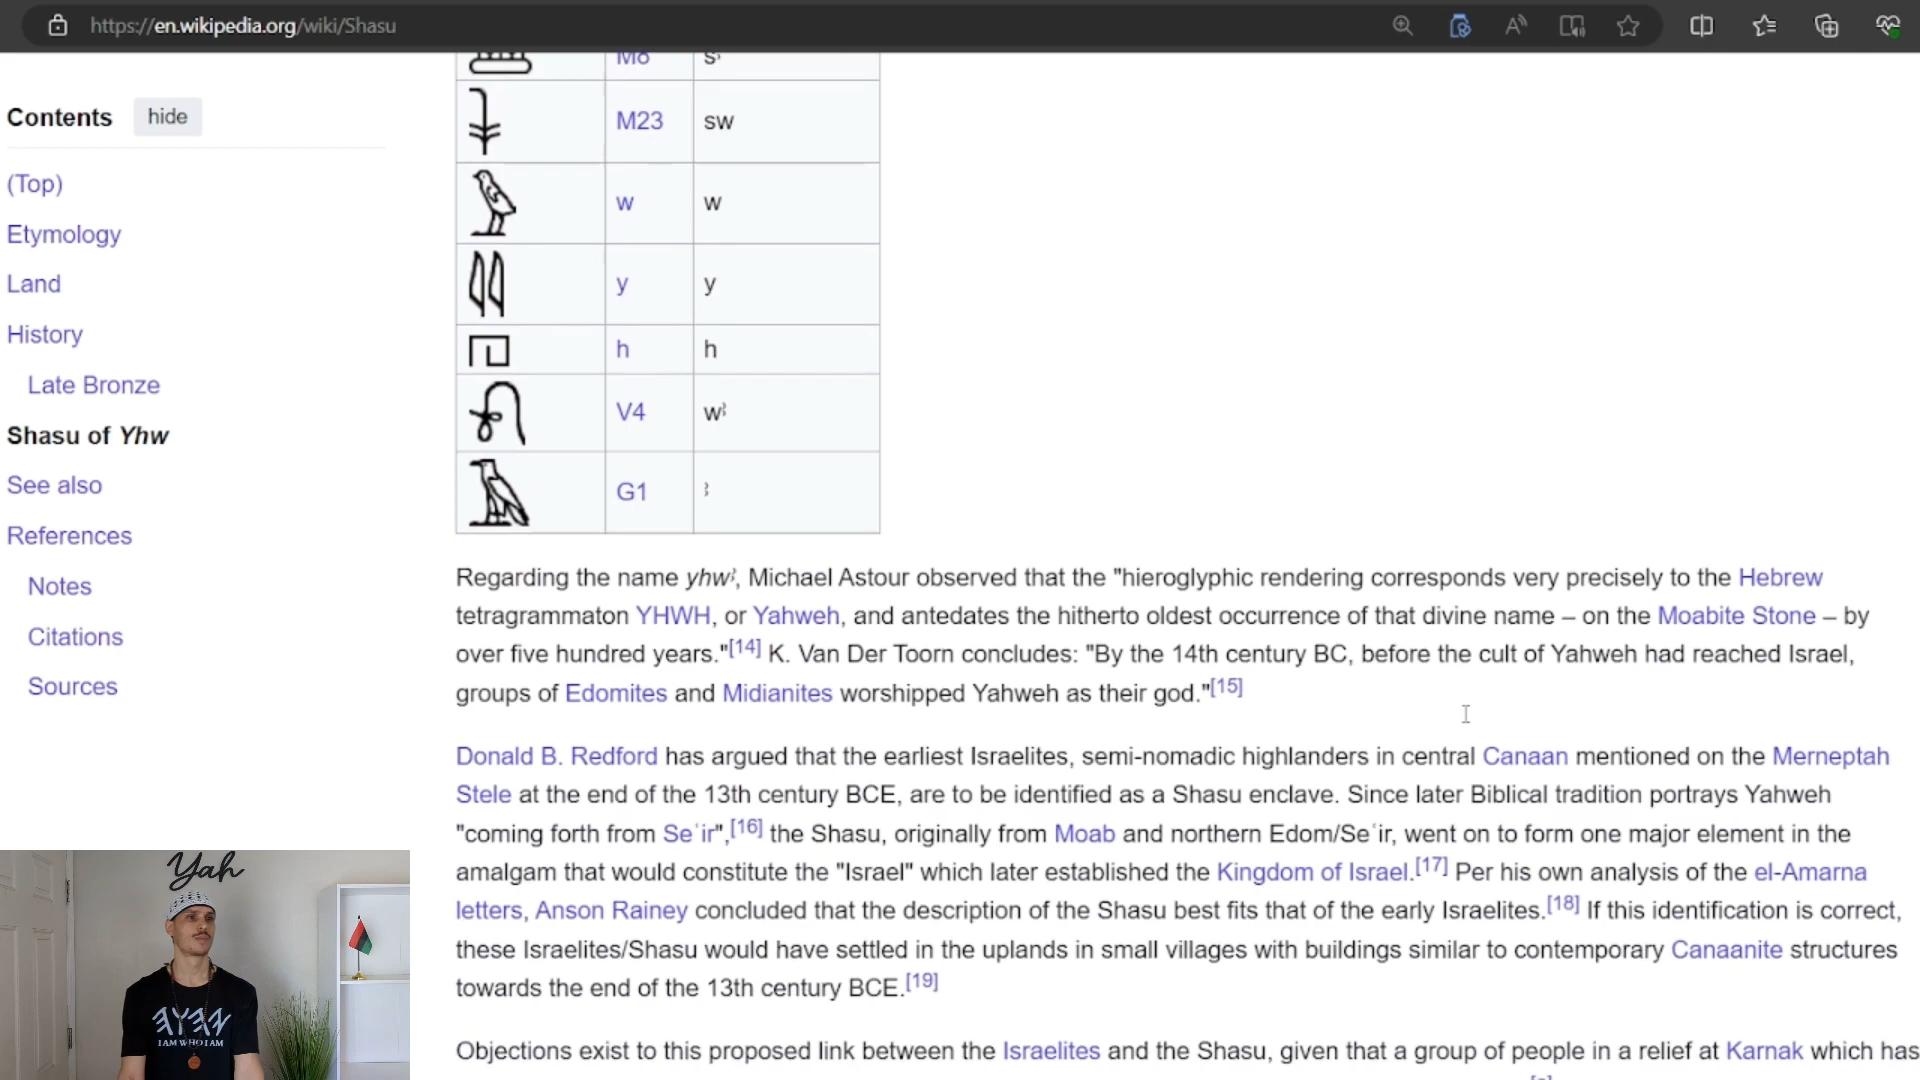 https://en.wikipedia.org/wiki/Shasu
Contents hide
(Top)
Etymology
Land
History
Late Bronze
Shasu of Yhw
See also
References
Notes
Citations
Sources
M8 sꜣ
M23 sw
w w
y y
h h
V4 wꜣ
G1 ꜣ
Regarding the name yhwꜣ, Michael Astour observed that the "hieroglyphic rendering corresponds very precisely to the Hebrew
tetragrammaton YHWH, or Yahweh, and antedates the hitherto oldest occurrence of that divine name – on the Moabite Stone – by
over five hundred years."[14] K. Van Der Toorn concludes: "By the 14th century BC, before the cult of Yahweh had reached Israel,
groups of Edomites and Midianites worshipped Yahweh as their god."[15]
Donald B. Redford has argued that the earliest Israelites, semi-nomadic highlanders in central Canaan mentioned on the Merneptah
Stele at the end of the 13th century BCE, are to be identified as a Shasu enclave. Since later Biblical tradition portrays Yahweh
"coming forth from Seʿir",[16] the Shasu, originally from Moab and northern Edom/Seʿir, went on to form one major element in the
amalgam that would constitute the "Israel" which later established the Kingdom of Israel.[17] Per his own analysis of the el-Amarna
letters, Anson Rainey concluded that the description of the Shasu best fits that of the early Israelites.[18] If this identification is correct,
these Israelites/Shasu would have settled in the uplands in small villages with buildings similar to contemporary Canaanite structures
towards the end of the 13th century BCE.[19]
Objections exist to this proposed link between the Israelites and the Shasu, given that a group of people in a relief at Karnak which has
Yah
𐤄𐤅𐤄𐤉
I AM WHO I AM